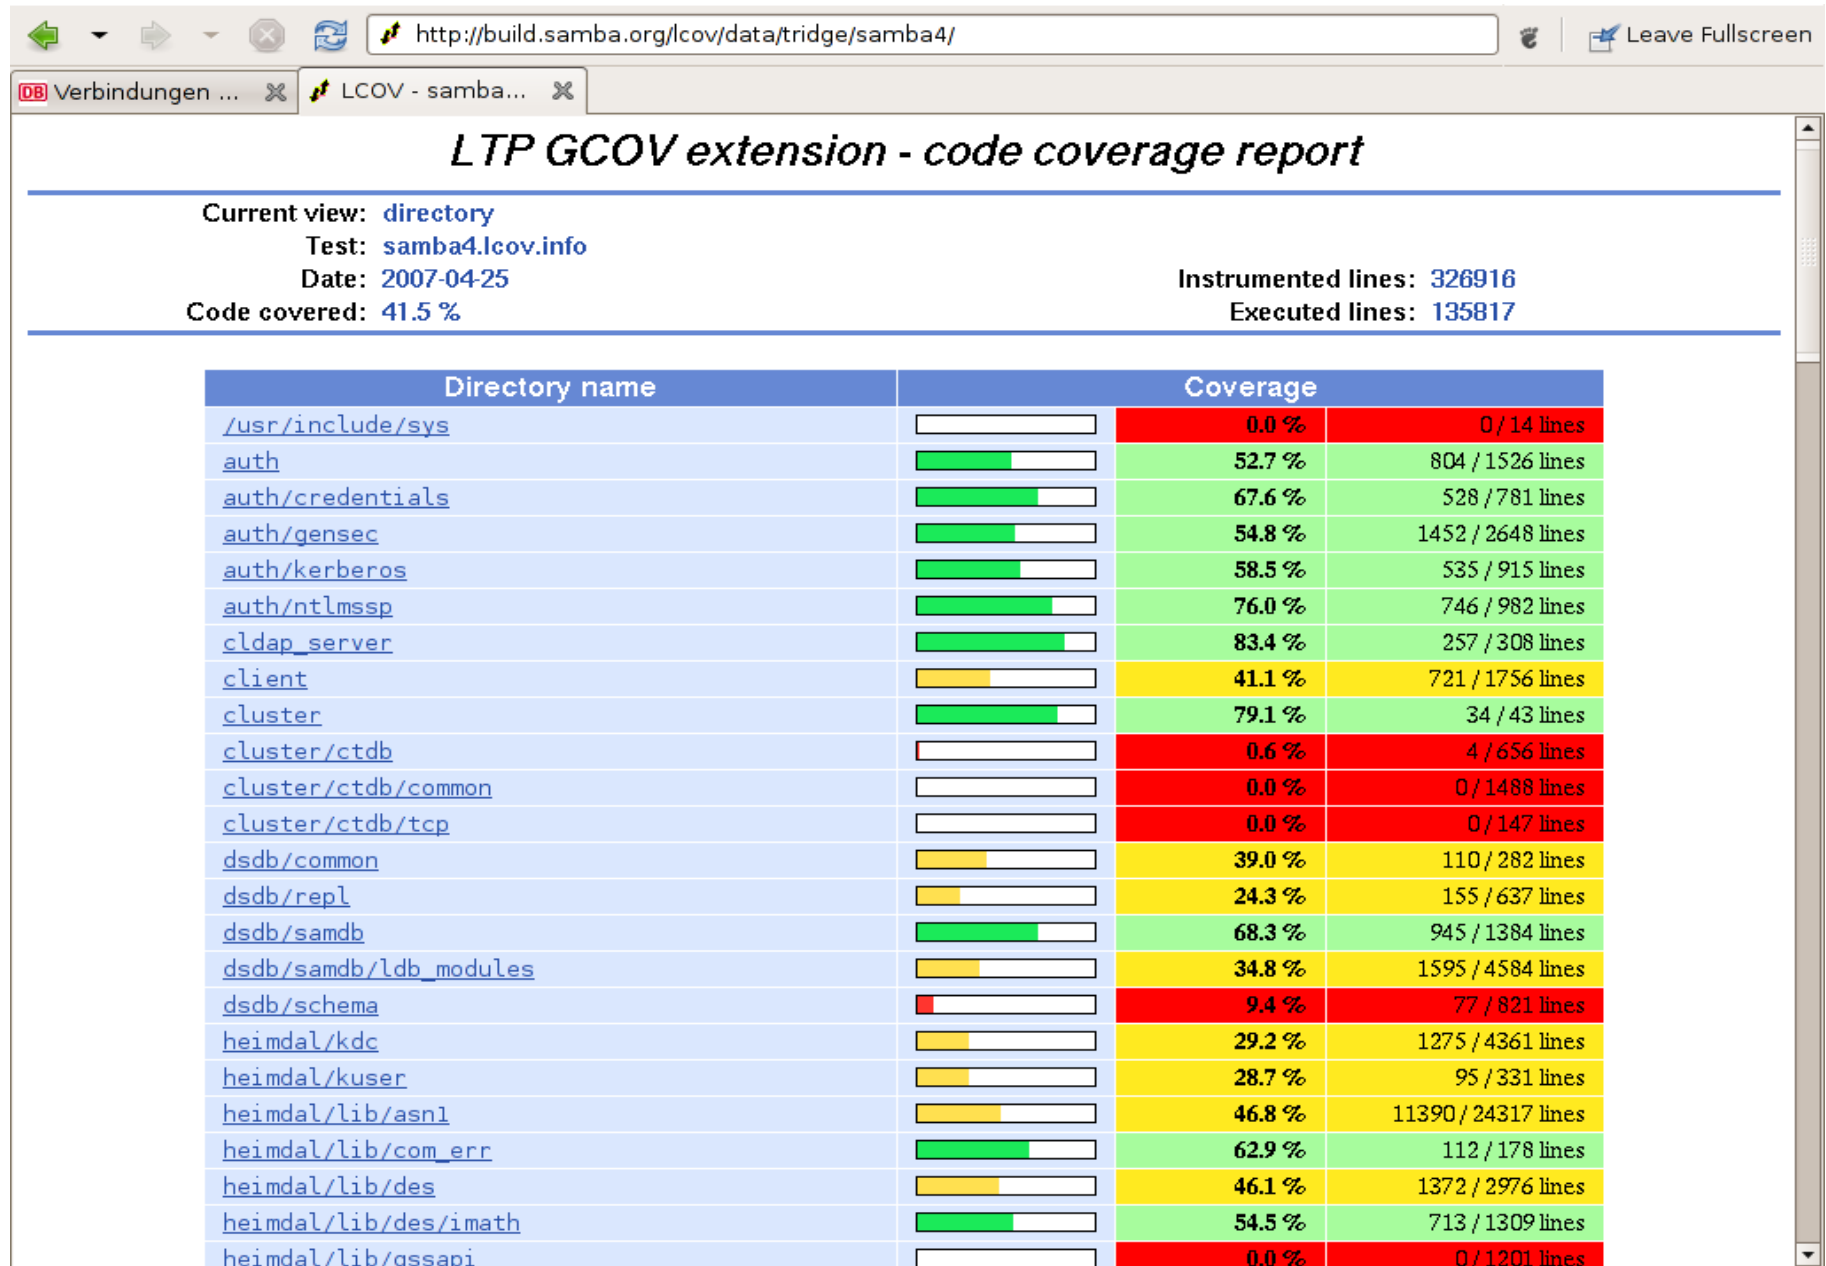 http://build.samba.org/lcov/data/tridge/samba4/
Leave Fullscreen
DB Verbindungen ...
LCOV - samba...
LTP GCOV extension - code coverage report
Current view: directory
Test: samba4.lcov.info
Date: 2007-04-25 Instrumented lines: 326916
Code covered: 41.5 % Executed lines: 135817
Directory name Coverage
/usr/include/sys 0.0 % 0 / 14 lines
auth 52.7 % 804 / 1526 lines
auth/credentials 67.6 % 528 / 781 lines
auth/gensec 54.8 % 1452 / 2648 lines
auth/kerberos 58.5 % 535 / 915 lines
auth/ntlmssp 76.0 % 746 / 982 lines
cldap_server 83.4 % 257 / 308 lines
client 41.1 % 721 / 1756 lines
cluster 79.1 % 34 / 43 lines
cluster/ctdb 0.6 % 4 / 656 lines
cluster/ctdb/common 0.0 % 0 / 1488 lines
cluster/ctdb/tcp 0.0 % 0 / 147 lines
dsdb/common 39.0 % 110 / 282 lines
dsdb/repl 24.3 % 155 / 637 lines
dsdb/samdb 68.3 % 945 / 1384 lines
dsdb/samdb/ldb_modules 34.8 % 1595 / 4584 lines
dsdb/schema 9.4 % 77 / 821 lines
heimdal/kdc 29.2 % 1275 / 4361 lines
heimdal/kuser 28.7 % 95 / 331 lines
heimdal/lib/asn1 46.8 % 11390 / 24317 lines
heimdal/lib/com_err 62.9 % 112 / 178 lines
heimdal/lib/des 46.1 % 1372 / 2976 lines
heimdal/lib/des/imath 54.5 % 713 / 1309 lines
heimdal/lib/gssapi 0.0 % 0 / 1201 lines